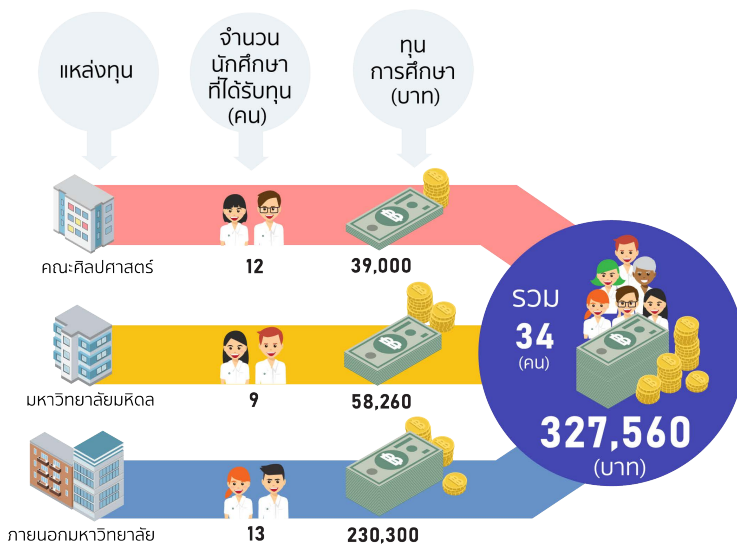 แหล่งทุน
จำนวน
นักศึกษา
ที่ได้รับทุน
(คน)
ทุน
การศึกษา
(บาท)
คณะศิลปศาสตร์
12
39,000
มหาวิทยาลัยมหิดล
9
58,260
ภายนอกมหาวิทยาลัย
13
230,300
รวม
34
(คน)
327,560
(บาท)